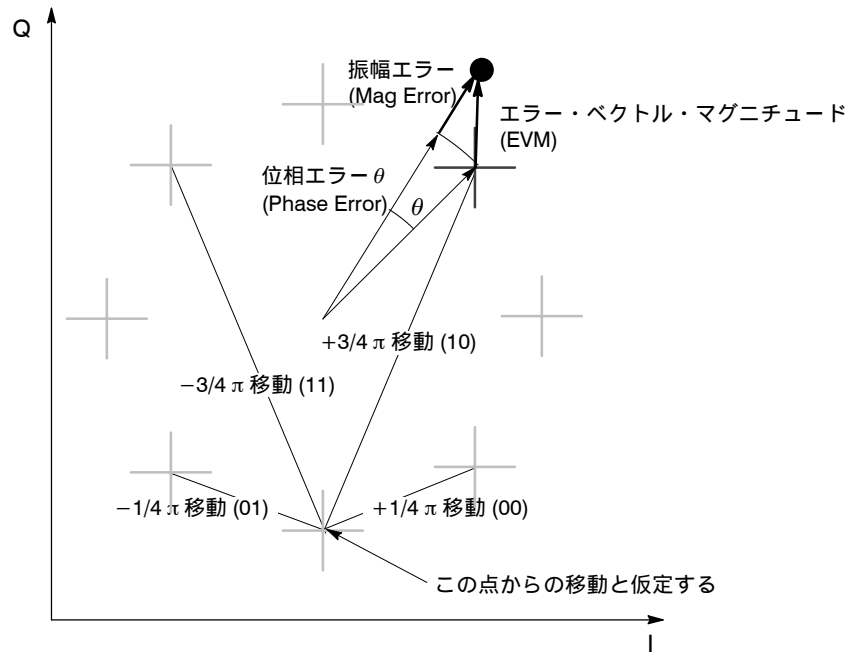 Q
振幅エラー
(Mag Error)
エラー・ベクトル・マグニチュード
(EVM)
位相エラー θ
(Phase Error)
θ
+3/4 π 移動 (10)
−3/4 π 移動 (11)
−1/4 π 移動 (01)
+1/4 π 移動 (00)
この点からの移動と仮定する
I